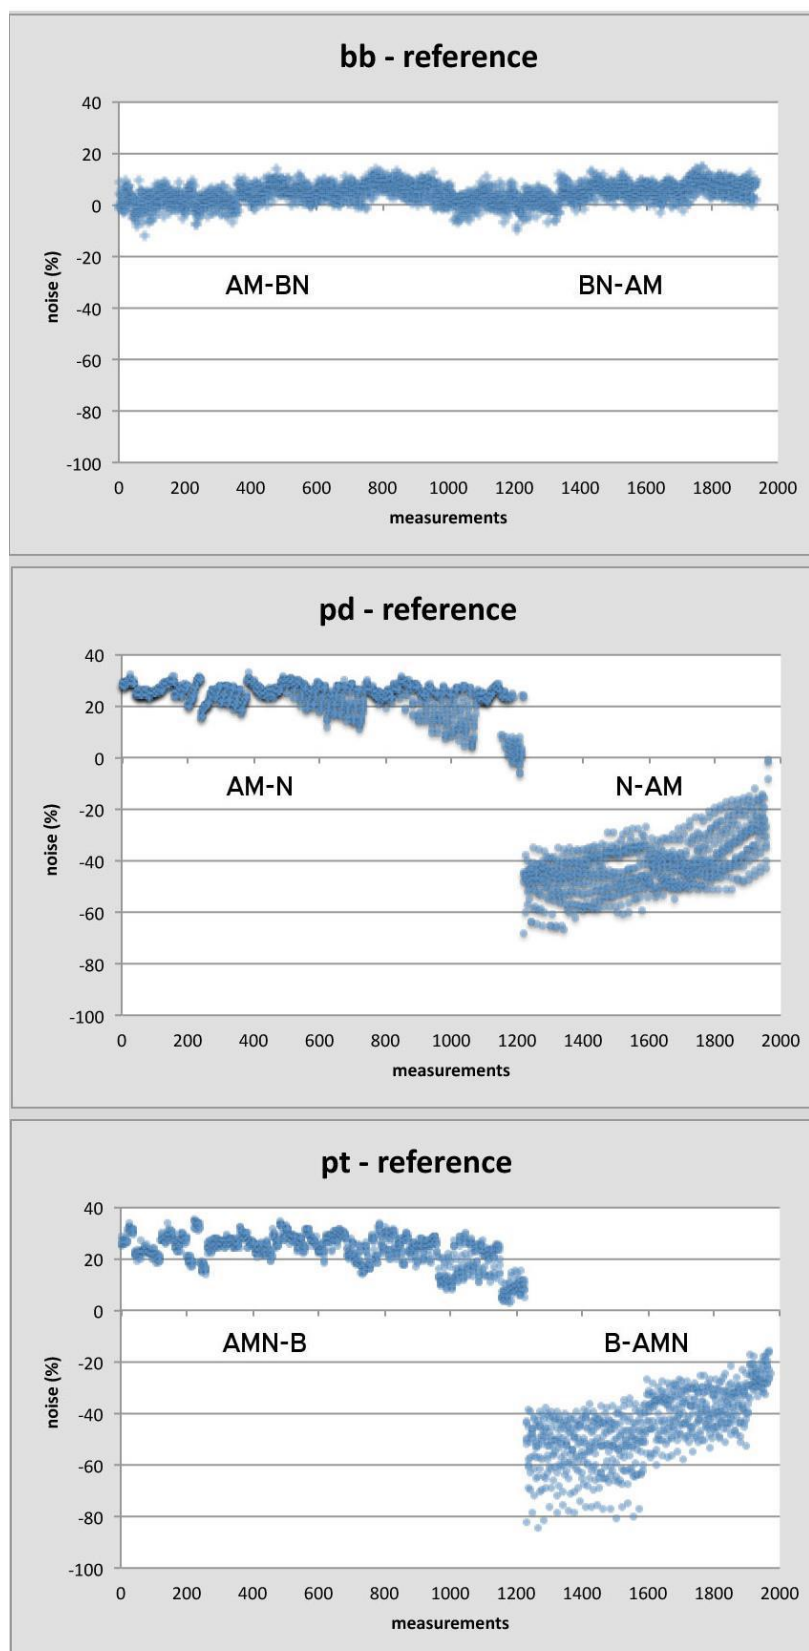 bb - reference
40
20
0
-20
-40
-60
-80
-100
noise (%)
AM-BN BN-AM
0 200 400 600 800 1000 1200 1400 1600 1800 2000
measurements
pd - reference
40
20
0
-20
-40
-60
-80
-100
noise (%)
AM-N N-AM
0 200 400 600 800 1000 1200 1400 1600 1800 2000
measurements
pt - reference
40
20
0
-20
-40
-60
-80
-100
noise (%)
AMN-B B-AMN
0 200 400 600 800 1000 1200 1400 1600 1800 2000
measurements